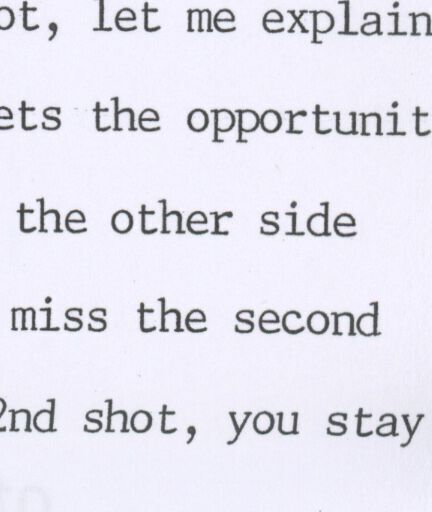 ot, let me explain
ets the opportunit
the other side
miss the second
2nd shot, you stay